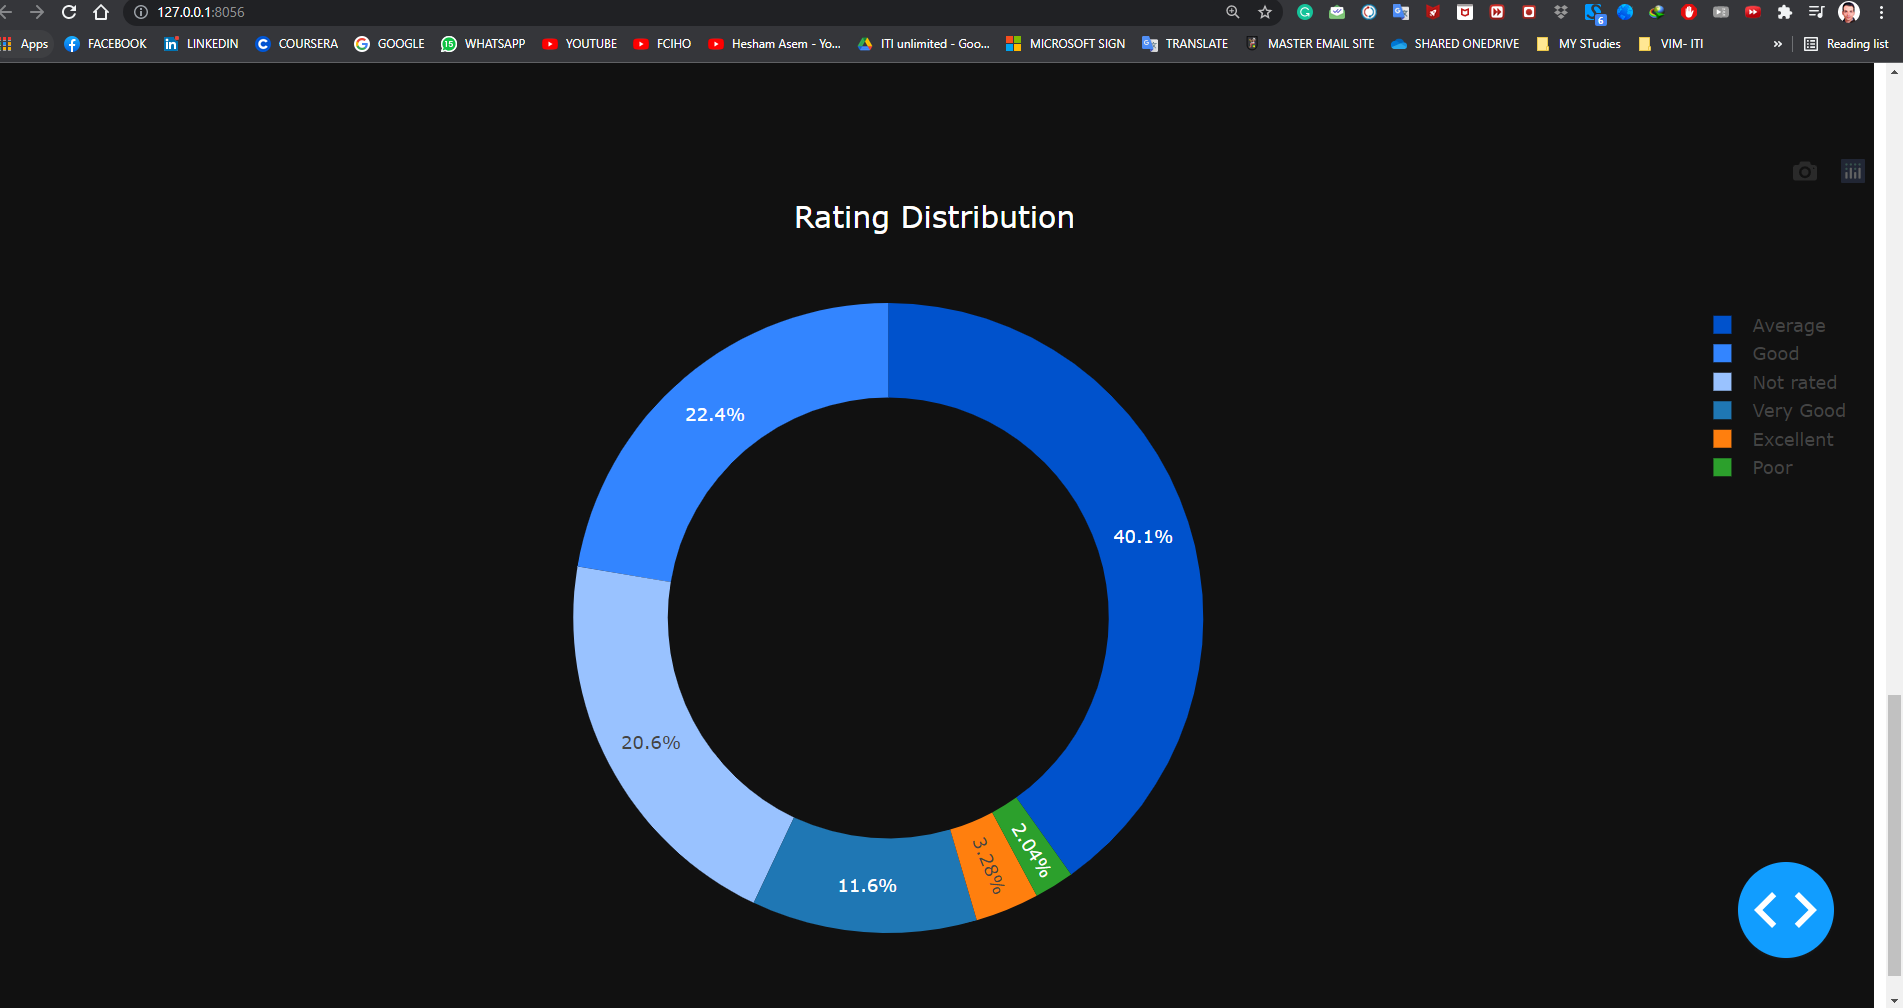 127.0.0.1:8056
6
Apps FACEBOOK LINKEDIN COURSERA GOOGLE 15 WHATSAPP YOUTUBE FCIHO Hesham Asem - Yo... ITI unlimited - Goo... MICROSOFT SIGN TRANSLATE MASTER EMAIL SITE SHARED ONEDRIVE MY STudies VIM- ITI » Reading list
Rating Distribution
Average
Good
Not rated
Very Good
Excellent
Poor
22.4%
40.1%
20.6%
2.04%
3.28%
11.6%